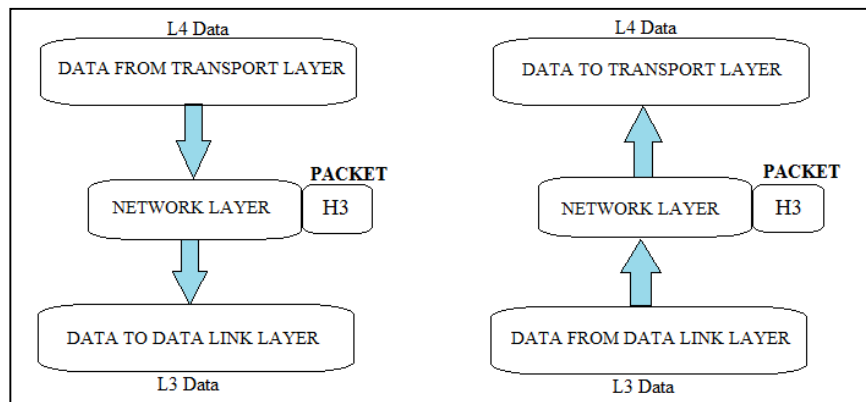 L4 Data
DATA FROM TRANSPORT LAYER
PACKET
NETWORK LAYER
H3
DATA TO DATA LINK LAYER
L3 Data
L4 Data
DATA TO TRANSPORT LAYER
PACKET
NETWORK LAYER
H3
DATA FROM DATA LINK LAYER
L3 Data